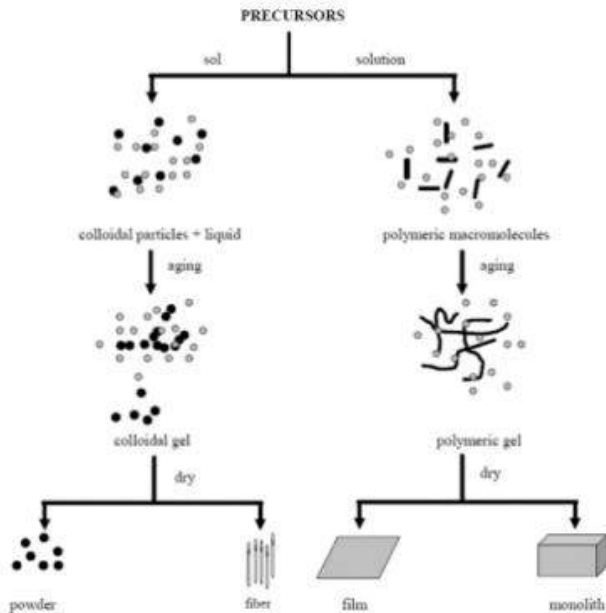 PRECURSORS
sol
solution
colloidal particles + liquid
polymeric macromolecules
aging
aging
colloidal gel
polymeric gel
dry
dry
powder
fiber
film
monolith